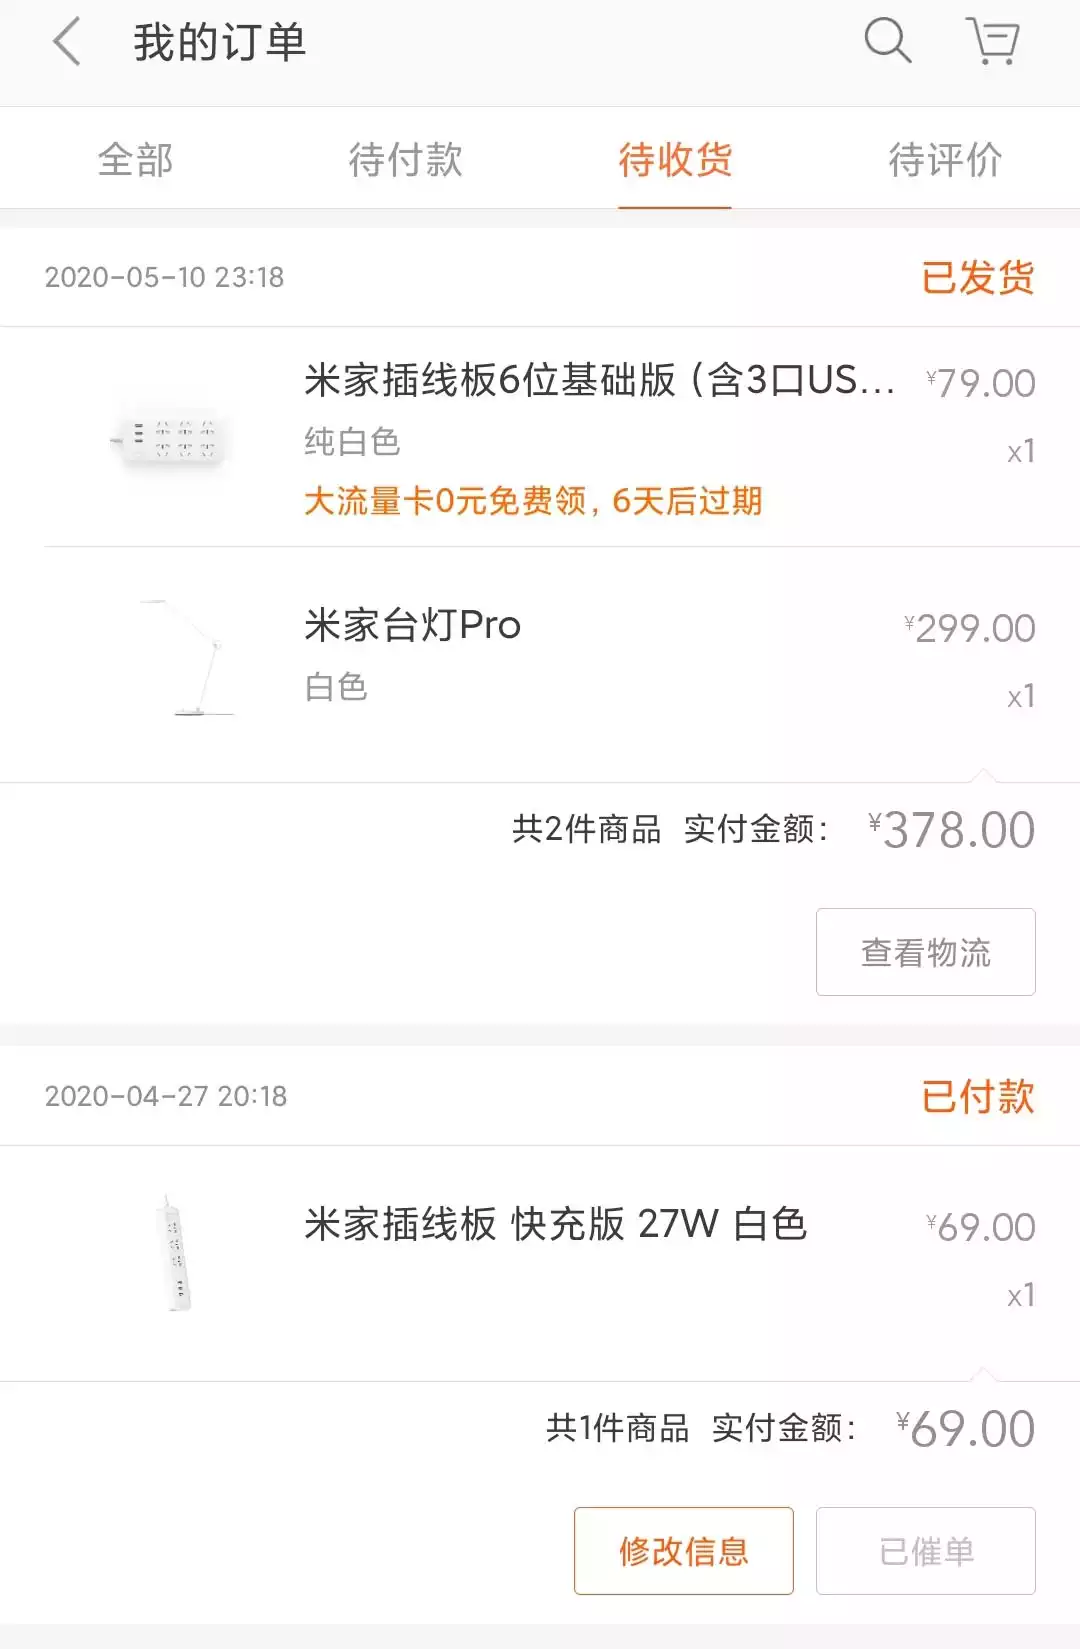 我的订单
全部 待付款 待收货 待评价
2020-05-10 23:18 已发货
米家插线板6位基础版（含3口US... ¥79.00
纯白色 x1
大流量卡0元免费领，6天后过期
米家台灯Pro ¥299.00
白色 x1
共2件商品 实付金额： ¥378.00
查看物流
2020-04-27 20:18 已付款
米家插线板 快充版 27W 白色 ¥69.00
x1
共1件商品 实付金额： ¥69.00
修改信息 已催单